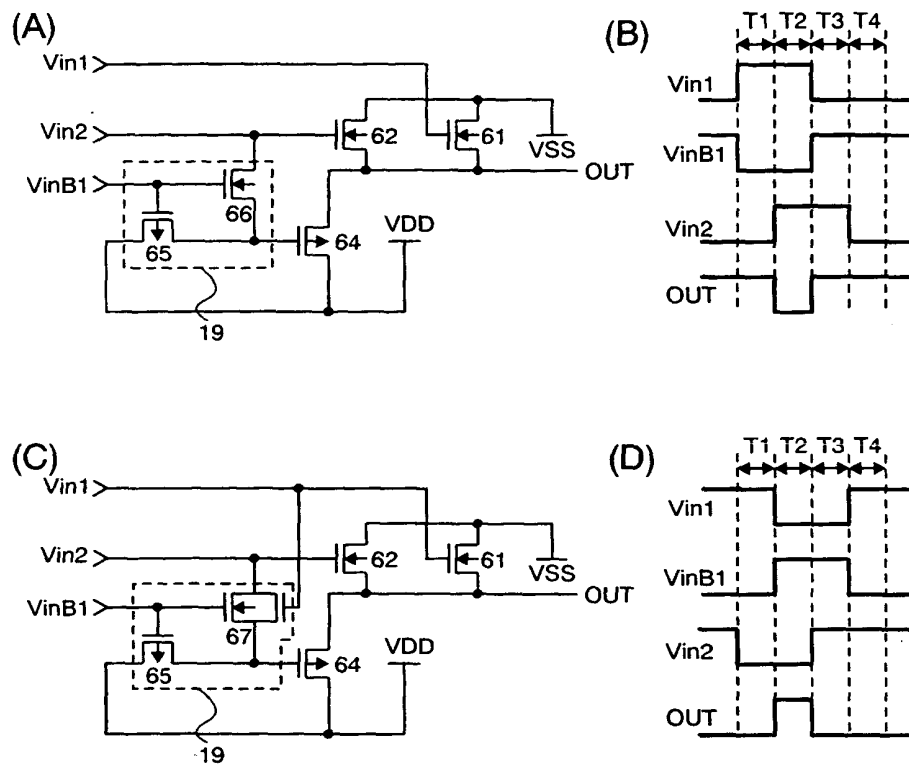 (A)
Vin1
Vin2
VinB1
62
61
VSS
OUT
66
65
64
VDD
19
(B)
T1 T2 T3 T4
Vin1
VinB1
Vin2
OUT
(C)
Vin1
Vin2
VinB1
62
61
VSS
OUT
67
65
64
VDD
19
(D)
T1 T2 T3 T4
Vin1
VinB1
Vin2
OUT